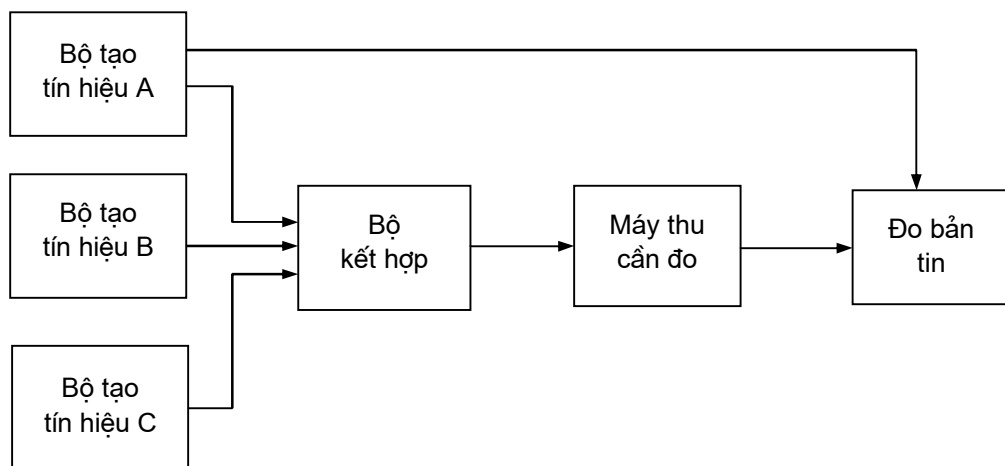 Bộ tạo
tín hiệu A
Bộ tạo
tín hiệu B
Bộ tạo
tín hiệu C
Bộ
kết hợp
Máy thu
cần đo
Đo bản
tin